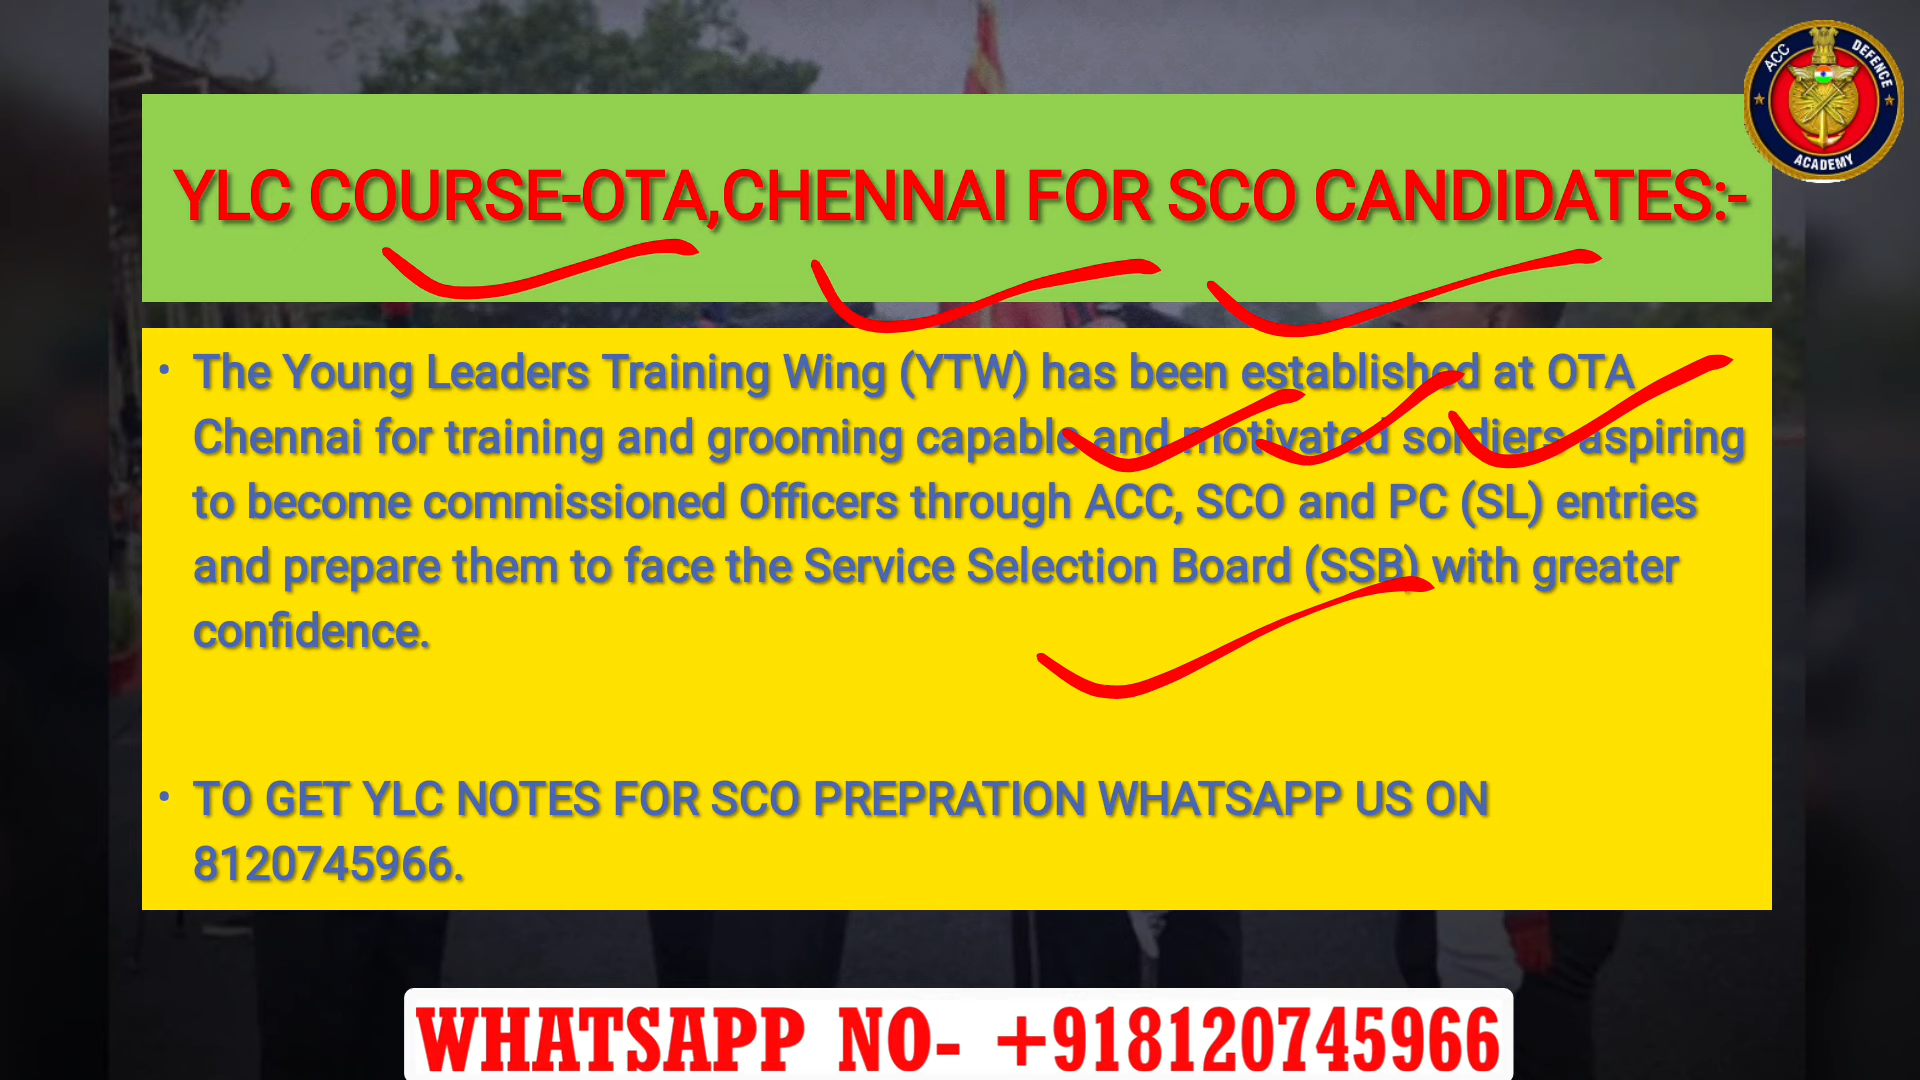 ACC DEFENCE
ACADEMY
YLC COURSE-OTA,CHENNAI FOR SCO CANDIDATES:-
• The Young Leaders Training Wing (YTW) has been established at OTA
Chennai for training and grooming capable and motivated soldiers aspiring
to become commissioned Officers through ACC, SCO and PC (SL) entries
and prepare them to face the Service Selection Board (SSB) with greater
confidence.
• TO GET YLC NOTES FOR SCO PREPRATION WHATSAPP US ON
8120745966.
WHATSAPP NO- +918120745966